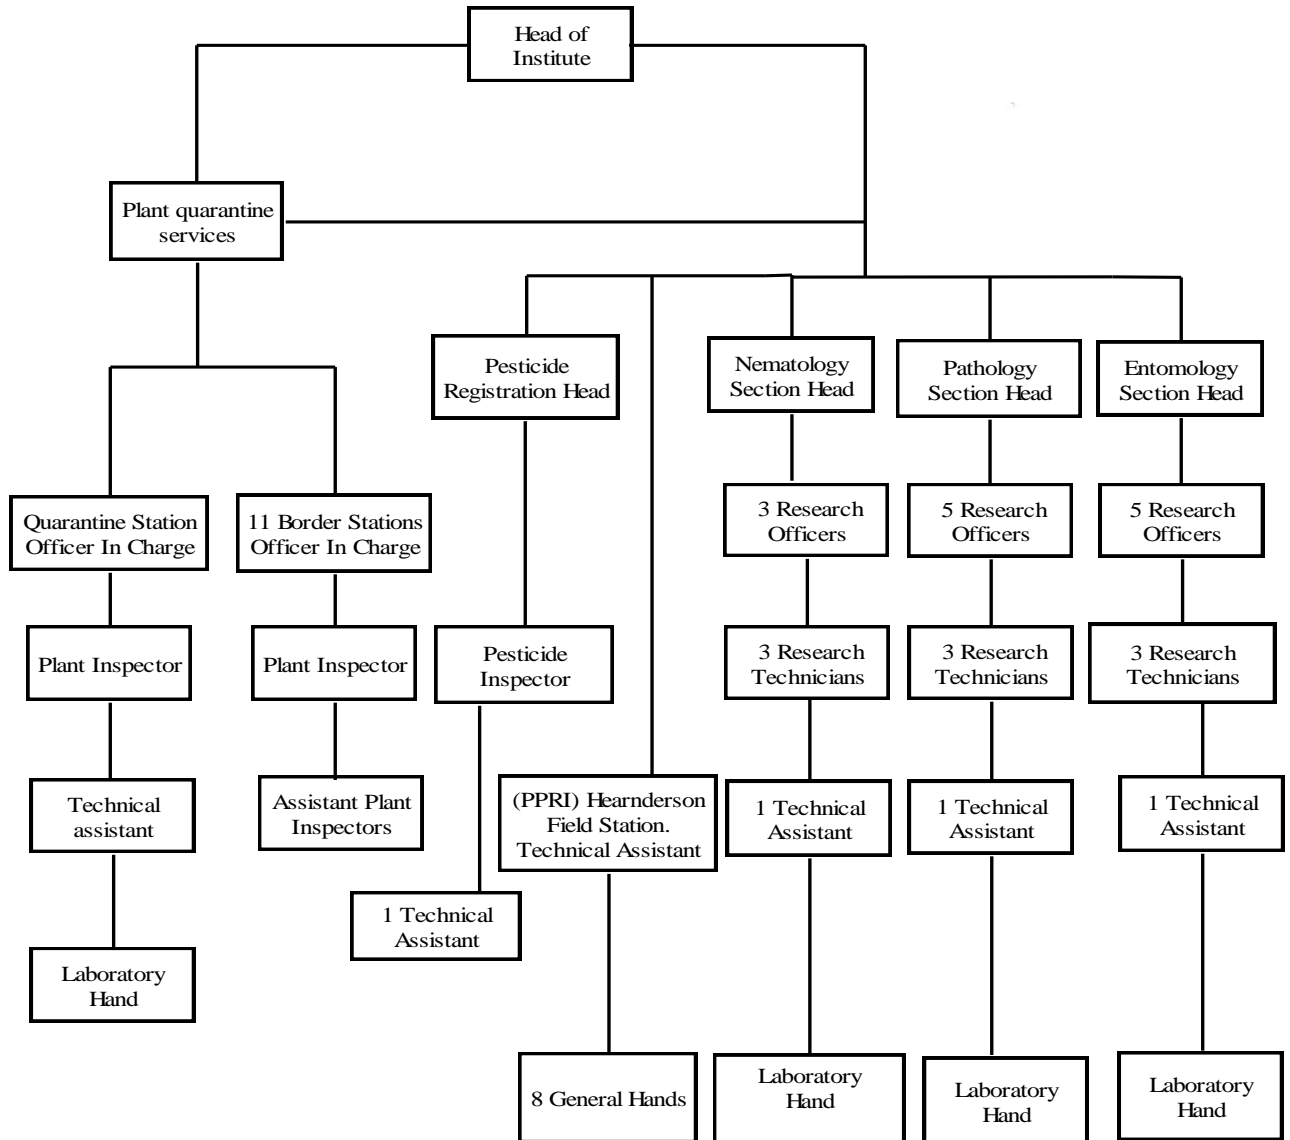 Head of
Institute
Plant quarantine
services
Pesticide
Registration Head
Nematology
Section Head
Pathology
Section Head
Entomology
Section Head
Quarantine Station
Officer In Charge
11 Border Stations
Officer In Charge
3 Research
Officers
5 Research
Officers
5 Research
Officers
Plant Inspector
Plant Inspector
Pesticide
Inspector
3 Research
Technicians
3 Research
Technicians
3 Research
Technicians
Technical
assistant
Assistant Plant
Inspectors
(PPRI) Hearnderson
Field Station.
Technical Assistant
1 Technical
Assistant
1 Technical
Assistant
1 Technical
Assistant
1 Technical
Assistant
Laboratory
Hand
8 General Hands
Laboratory
Hand
Laboratory
Hand
Laboratory
Hand